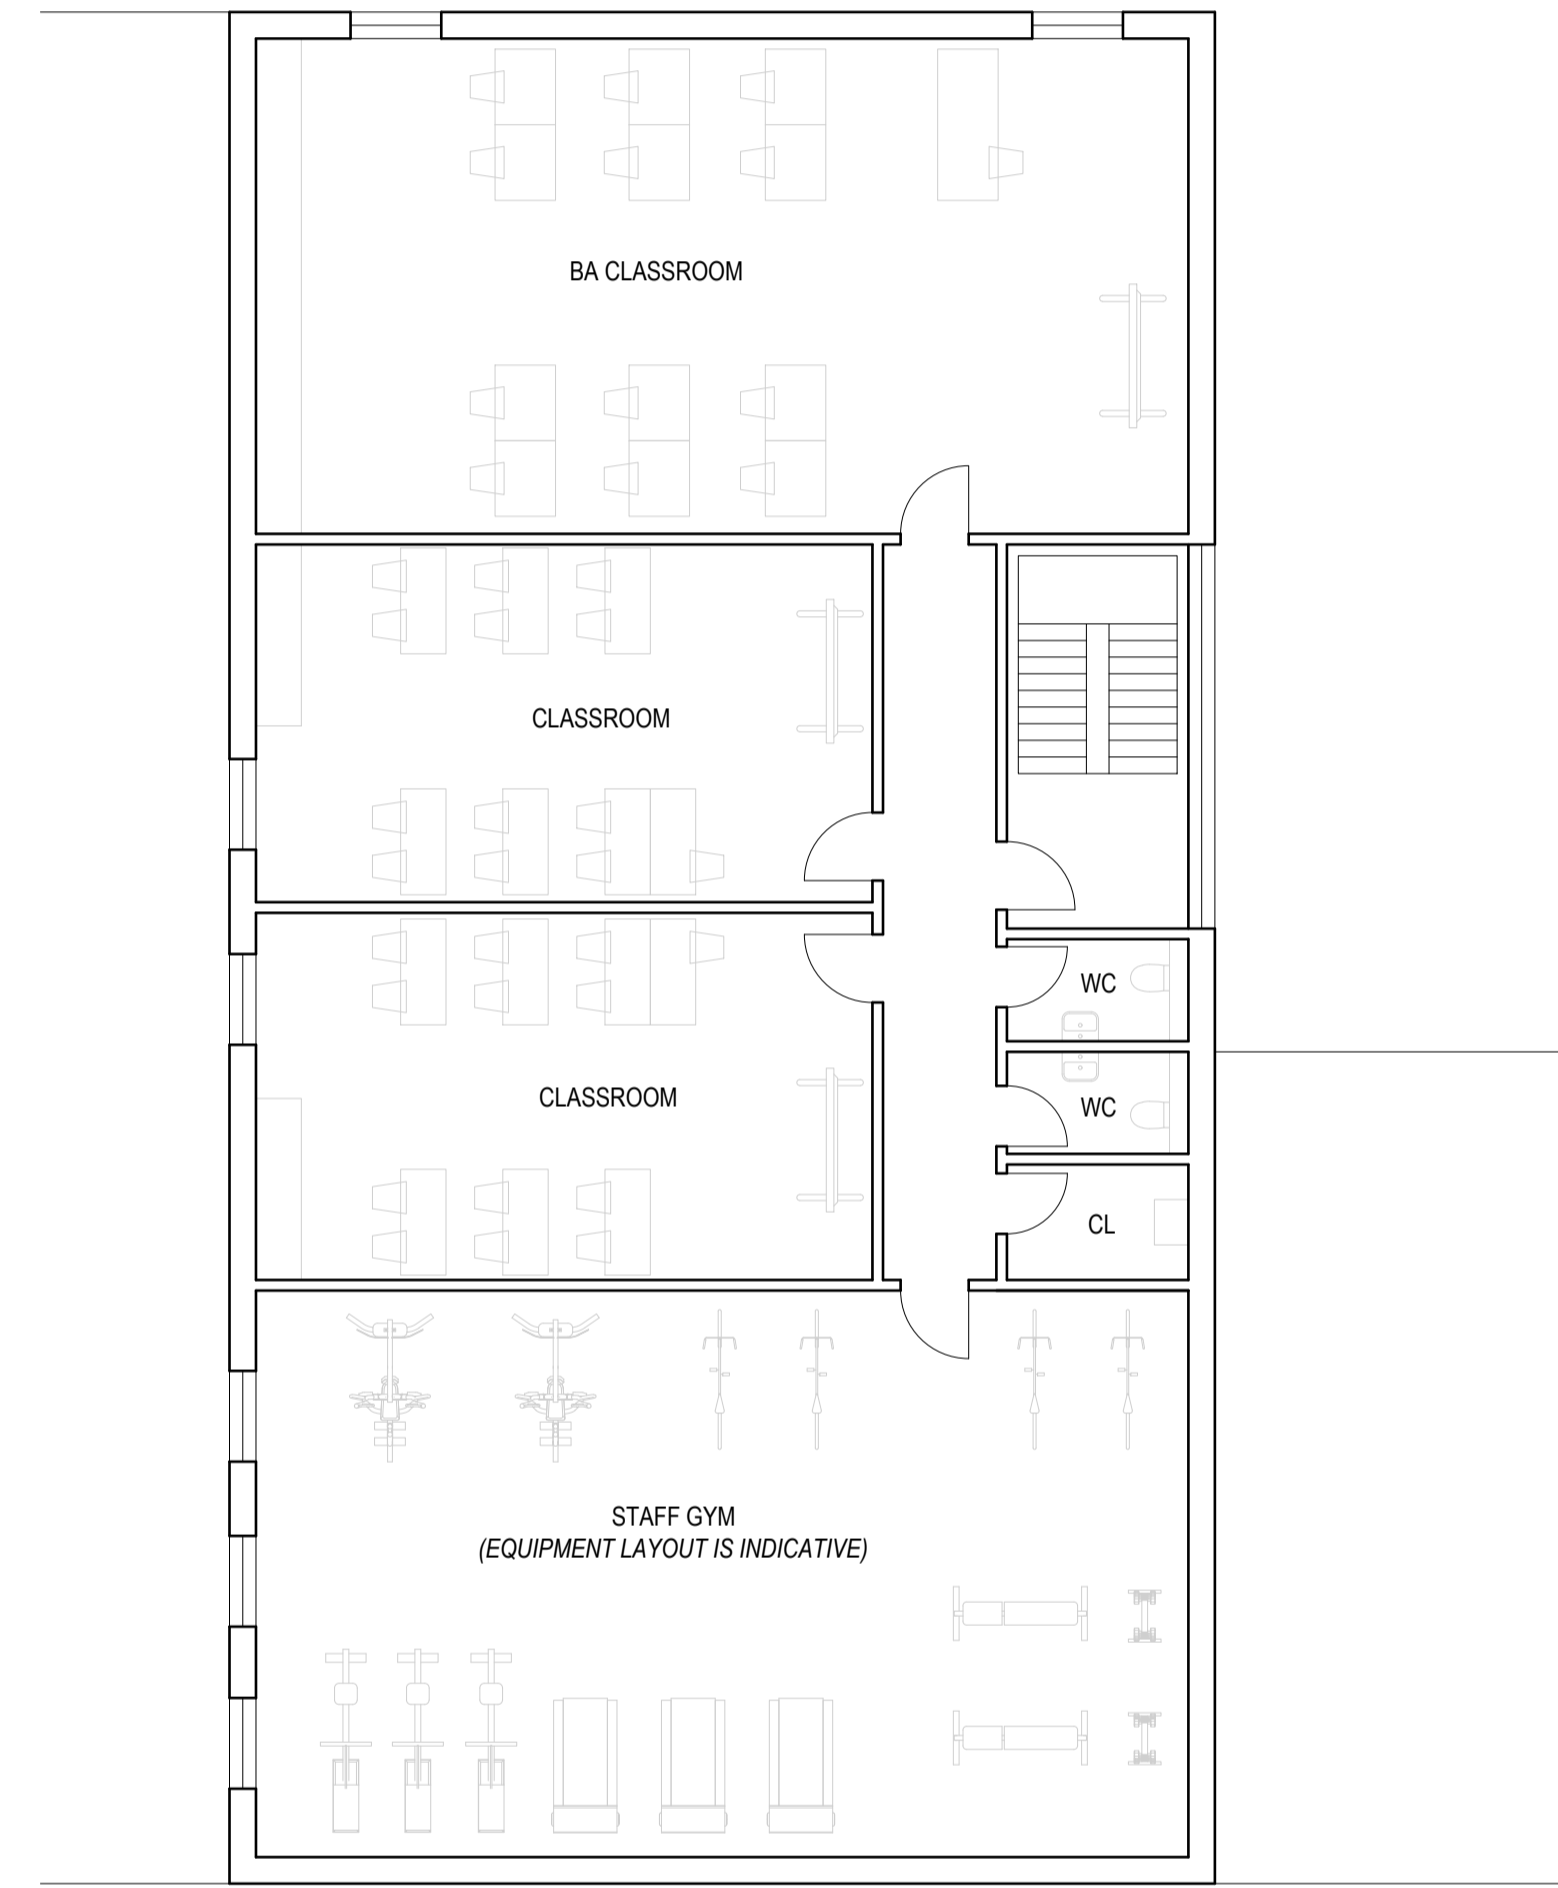 BA CLASSROOM
CLASSROOM
WC
CLASSROOM
WC
CL
STAFF GYM
(EQUIPMENT LAYOUT IS INDICATIVE)